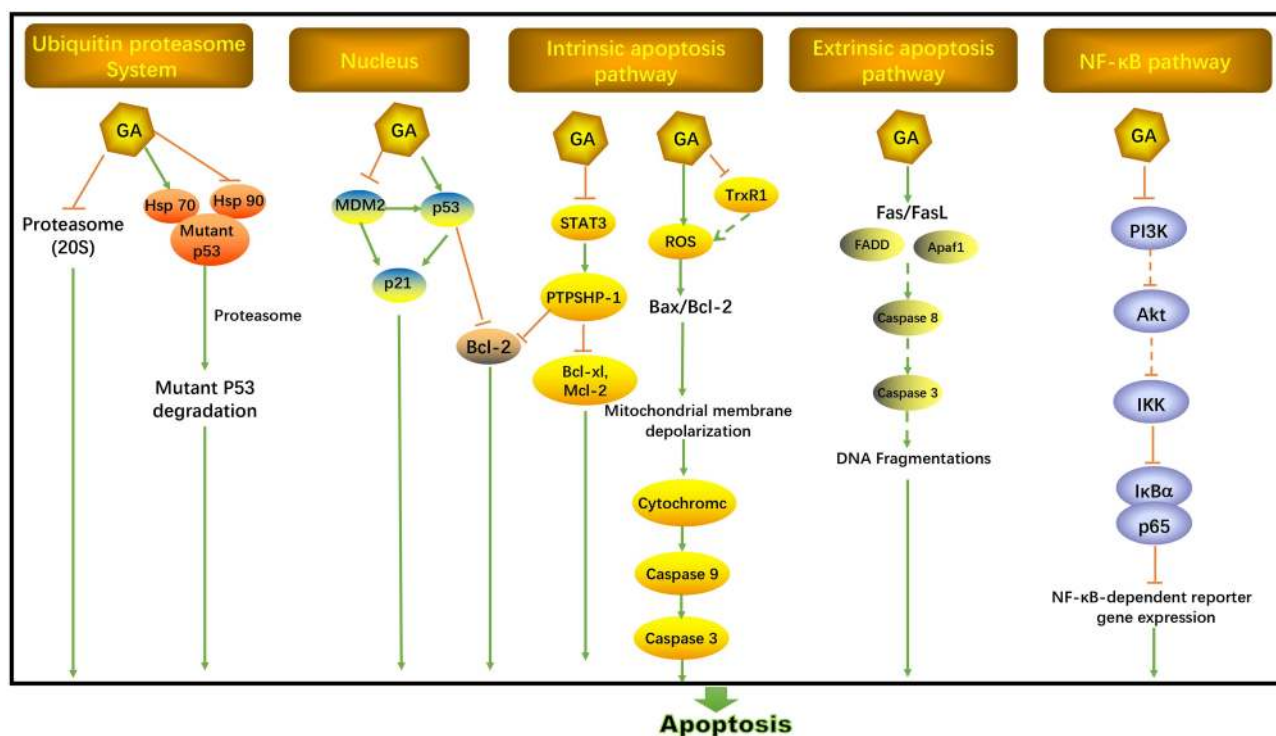 Ubiquitin proteasome
System
Nucleus
Intrinsic apoptosis
pathway
Extrinsic apoptosis
pathway
NF-κB pathway
GA
Proteasome
(20S)
Hsp 70
Hsp 90
Mutant
p53
Proteasome
Mutant P53
degradation
GA
MDM2
p53
p21
Bcl-2
GA
STAT3
PTPSHP-1
Bcl-xl,
Mcl-2
GA
TrxR1
ROS
Bax/Bcl-2
Mitochondrial membrane
depolarization
Cytochromc
Caspase 9
Caspase 3
GA
Fas/FasL
FADD
Apaf1
Caspase 8
Caspase 3
DNA Fragmentations
GA
PI3K
Akt
IKK
IκBα
p65
NF-κB-dependent reporter
gene expression
Apoptosis